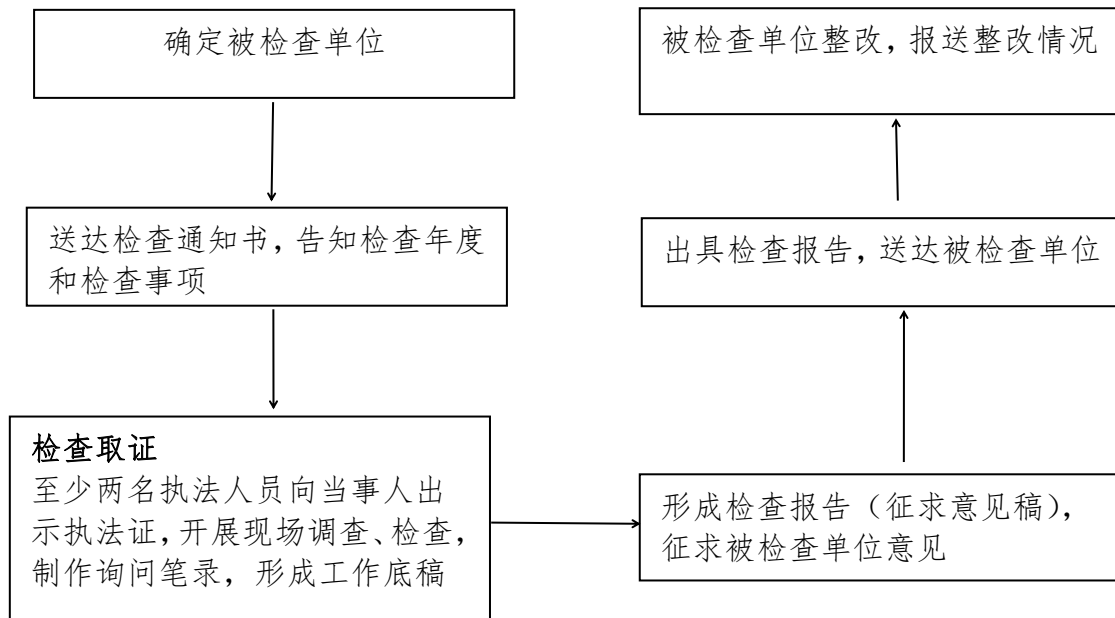 确定被检查单位
送达检查通知书，告知检查年度
和检查事项
检查取证
至少两名执法人员向当事人出
示执法证，开展现场调查、检查，
制作询问笔录，形成工作底稿
形成检查报告（征求意见稿），
征求被检查单位意见
出具检查报告，送达被检查单位
被检查单位整改，报送整改情况